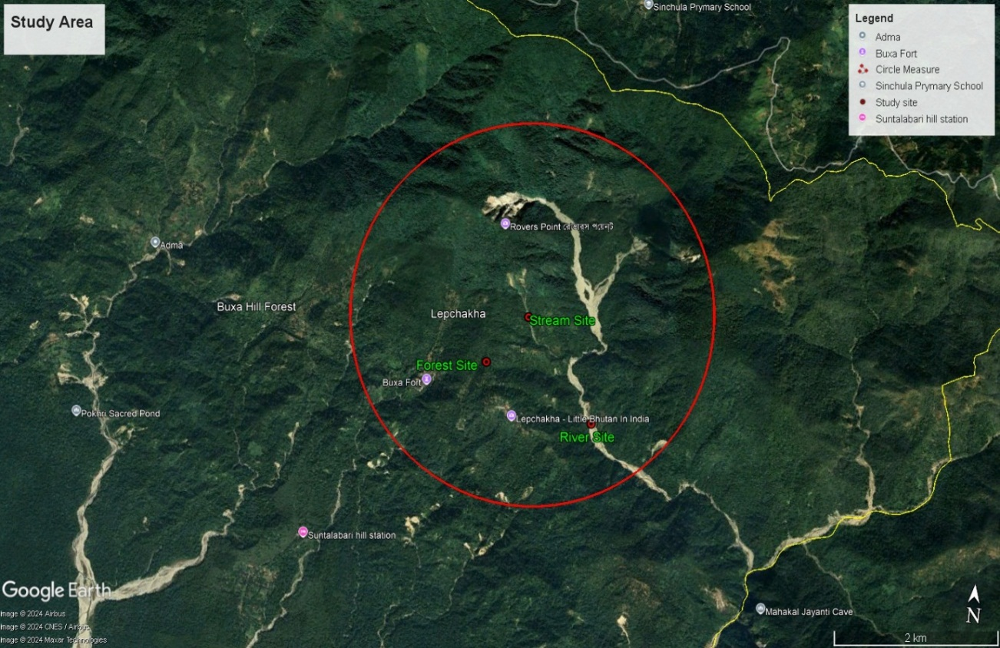 Study Area
Sinchula Prymary School
Legend
Adma
Buxa Fort
Circle Measure
Sinchula Prymary School
Study site
Suntalabari hill station
Rovers Point রোভারস পয়েন্ট
Adma
Buxa Hill Forest
Lepchakha
Stream Site
Forest Site
Buxa Fort
Pokhri Sacred Pond
Lepchakha - Little Bhutan In India
River Site
Suntalabari hill station
Google Earth
Image © 2024 Airbus
Image © 2024 CNES / Airbus
Image © 2024 Maxar Technologies
Mahakal Jayanti Cave
N
2 km